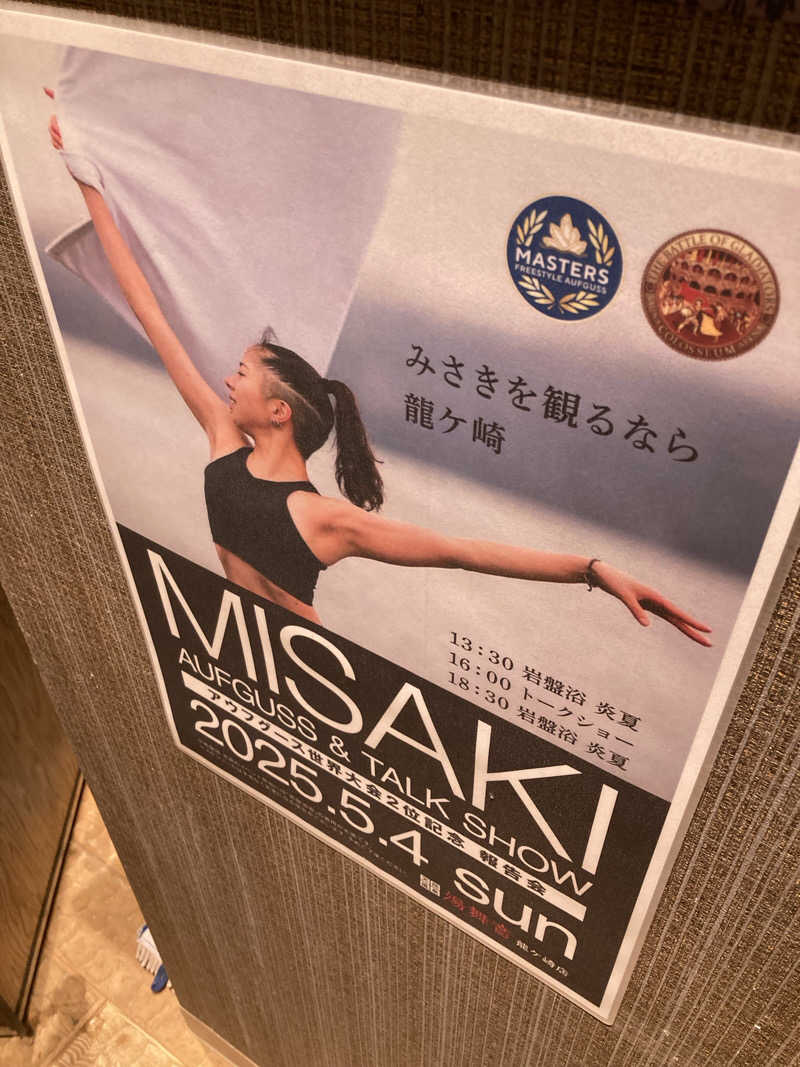 MASTERS
FREESTYLE AUFGUSS
THE BATTLE OF GLADIATORS
COLOSSEUM
みさきを観るなら
龍ケ崎
13:30 岩盤浴 炎夏
16:00 トークショー
18:30 岩盤浴 炎夏
MISAKI
AUFGUSS & TALK SHOW
アウフグース世界大会2位記念 報告会
2025.5.4 sun
湯舞音 龍ケ崎店